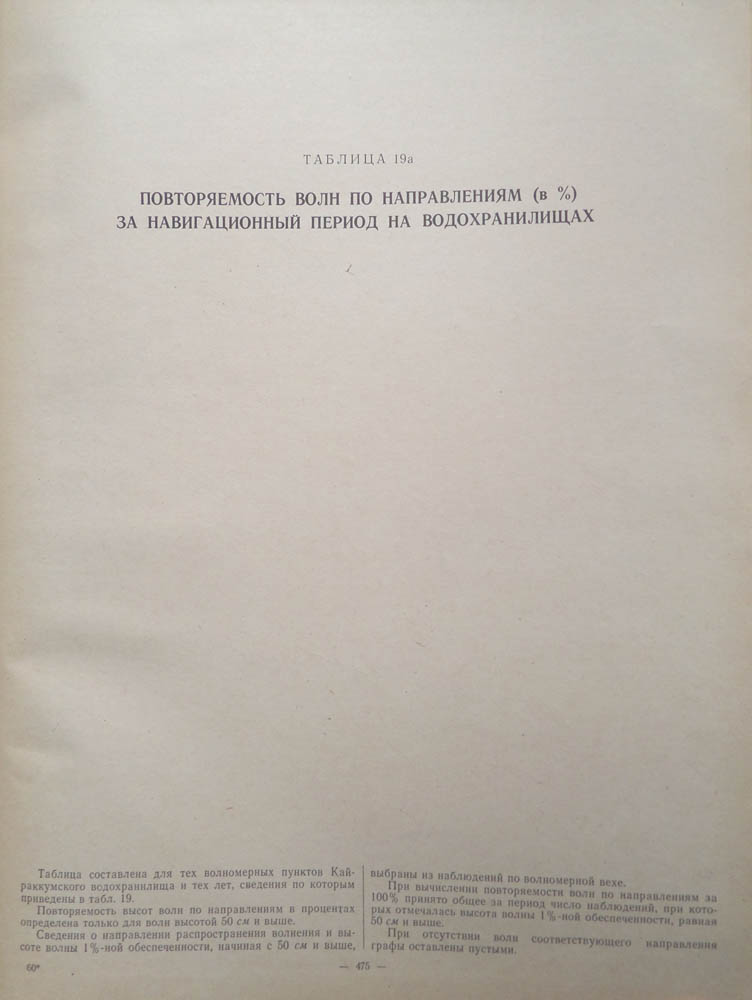 ТАБЛИЦА 19а
ПОВТОРЯЕМОСТЬ ВОЛН ПО НАПРАВЛЕНИЯМ (в %)
ЗА НАВИГАЦИОННЫЙ ПЕРИОД НА ВОДОХРАНИЛИЩАХ
Таблица составлена для тех волномерных пунктов Кай-
раккумского водохранилища и тех лет, сведения по которым
приведены в табл. 19.
Повторяемость высот волн по направлениям в процентах
определена только для волн высотой 50 см и выше.
Сведения о направлении распространения волнения и вы-
соте волны 1%-ной обеспеченности, начиная с 50 см и выше,
выбраны из наблюдений по волномерной вехе.
При вычислении повторяемости волн по направлениям за
100% принято общее за период число наблюдений, при кото-
рых отмечалась высота волны 1%-ной обеспеченности, равная
50 см и выше.
При отсутствии волн соответствующего направления
графы оставлены пустыми.
60*
— 475 —